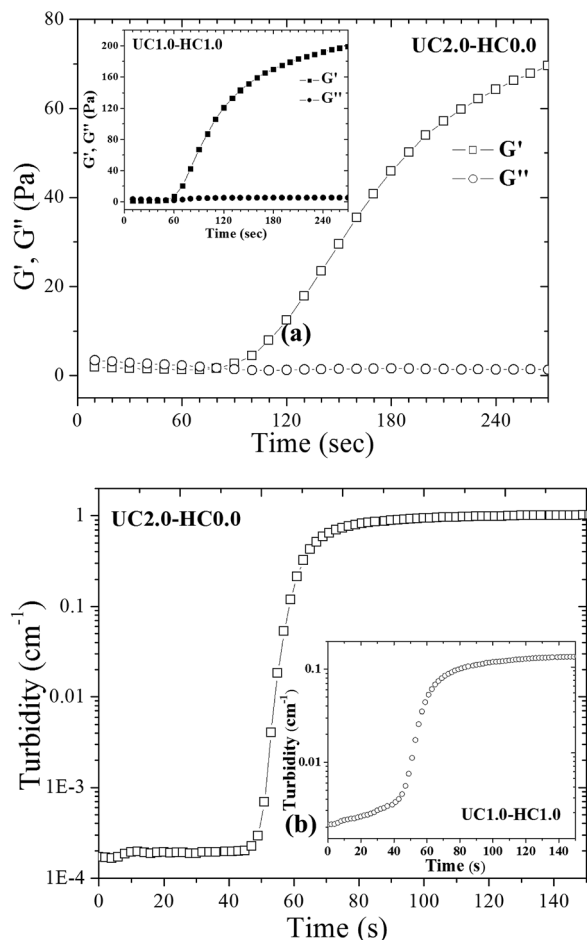 (a)
UC1.0-HC1.0
UC2.0-HC0.0
G'
G''
G', G'' (Pa)
200
160
120
80
40
0
0 60 120 180 240
Time (sec)
G'
G''
G', G'' (Pa)
80
60
40
20
0
0 60 120 180 240
Time (sec)
UC2.0-HC0.0
Turbidity (cm-1)
1
0.1
0.01
1E-3
1E-4
0 20 40 60 80 100 120 140
Time (s)
(b)
UC1.0-HC1.0
Turbidity (cm-1)
0.1
0.01
0 20 40 60 80 100 120 140
Time (s)